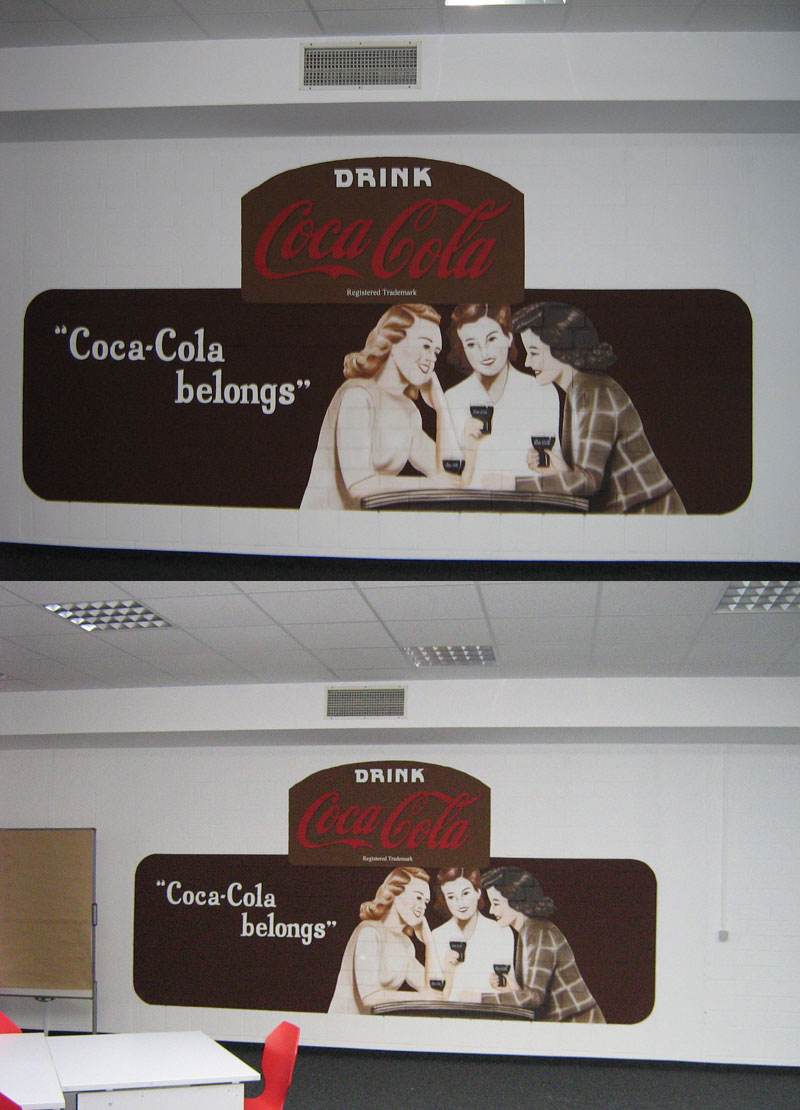 DRINK
Coca-Cola
Registered Trademark
“Coca-Cola
belongs”
DRINK
Coca-Cola
Registered Trademark
“Coca-Cola
belongs”